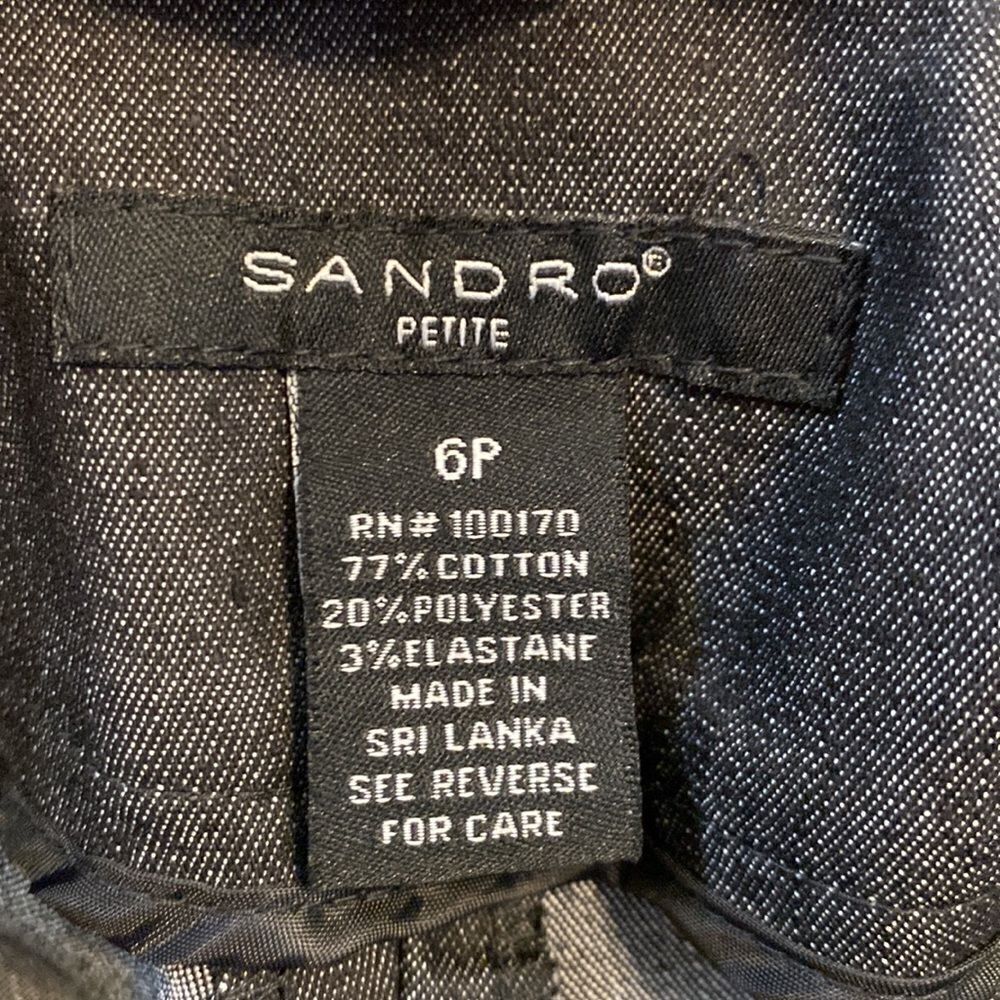 SANDRO®
PETITE
6P
RN# 100170
77% COTTON
20% POLYESTER
3% ELASTANE
MADE IN
SRI LANKA
SEE REVERSE
FOR CARE